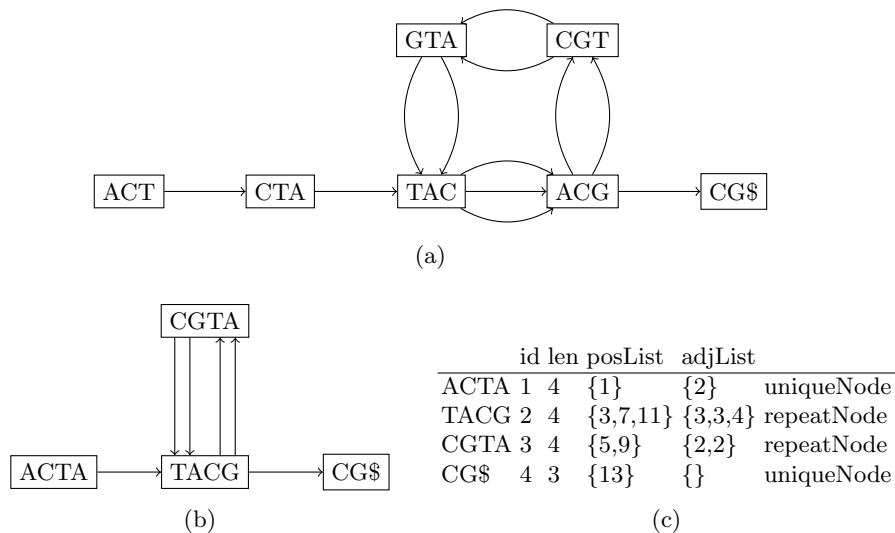 GTA CGT
ACT CTA TAC ACG CG$
(a)
CGTA
ACTA TACG CG$
(b)
id len posList adjList
ACTA 1 4 {1} {2} uniqueNode
TACG 2 4 {3,7,11} {3,3,4} repeatNode
CGTA 3 4 {5,9} {2,2} repeatNode
CG$ 4 3 {13} {} uniqueNode
(c)